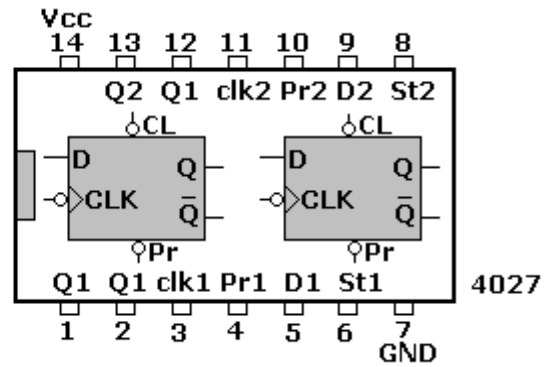 Vcc
14 13 12 11 10 9 8
Q2 Q1 clk2 Pr2 D2 St2
CL CL
D Q D Q
CLK Q̅ CLK Q̅
Pr Pr
Q1 Q1 clk1 Pr1 D1 St1
4027
1 2 3 4 5 6 7
GND